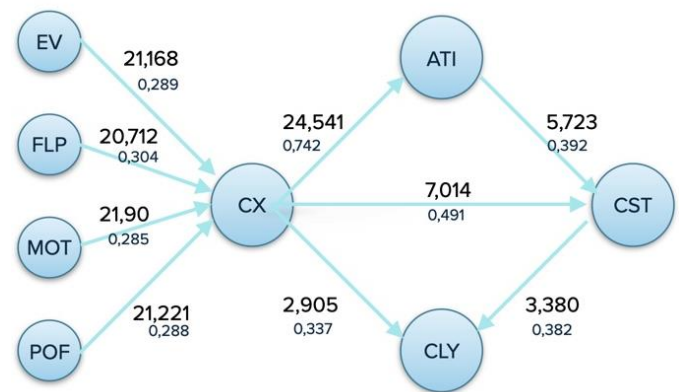 EV
21,168
0,289
FLP
20,712
0,304
MOT
21,90
0,285
POF
21,221
0,288
CX
24,541
0,742
ATI
5,723
0,392
7,014
0,491
CST
2,905
0,337
CLY
3,380
0,382